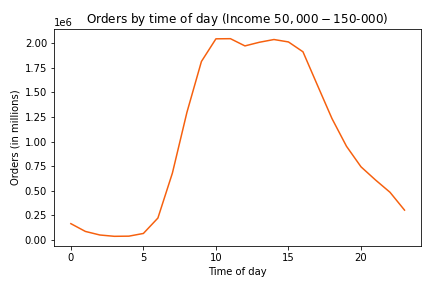 Orders by time of day (Income 50,000 − 150-000)
1e6
2.00
1.75
1.50
1.25
1.00
0.75
0.50
0.25
0.00
Orders (in millions)
0 5 10 15 20
Time of day